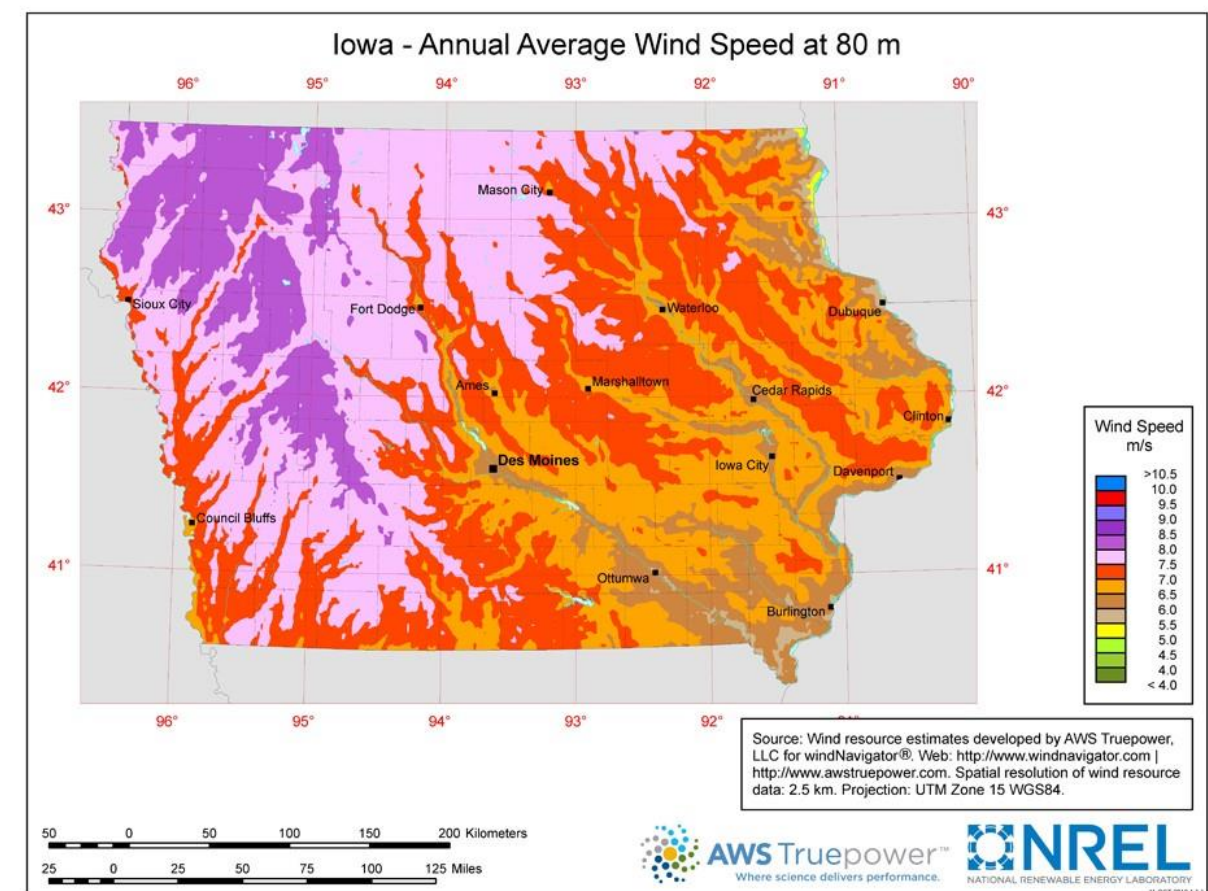 Iowa - Annual Average Wind Speed at 80 m
96° 95° 94° 93° 92° 91° 90°
Mason City
43° 43°
Sioux City
Fort Dodge
Waterloo
Dubuque
42° 42°
Ames
Marshalltown
Cedar Rapids
Clinton
Des Moines
Iowa City
Davenport
Council Bluffs
41° 41°
Ottumwa
Burlington
96° 95° 94° 93° 92°
Wind Speed
m/s
>10.5
10.0
9.5
9.0
8.5
8.0
7.5
7.0
6.5
6.0
5.5
5.0
4.5
4.0
< 4.0
Source: Wind resource estimates developed by AWS Truepower,
LLC for windNavigator®. Web: http://www.windnavigator.com |
http://www.awstruepower.com. Spatial resolution of wind resource
data: 2.5 km. Projection: UTM Zone 15 WGS84.
50 0 50 100 150 200 Kilometers
25 0 25 50 75 100 125 Miles
AWS Truepower™
Where science delivers performance.
NREL
NATIONAL RENEWABLE ENERGY LABORATORY